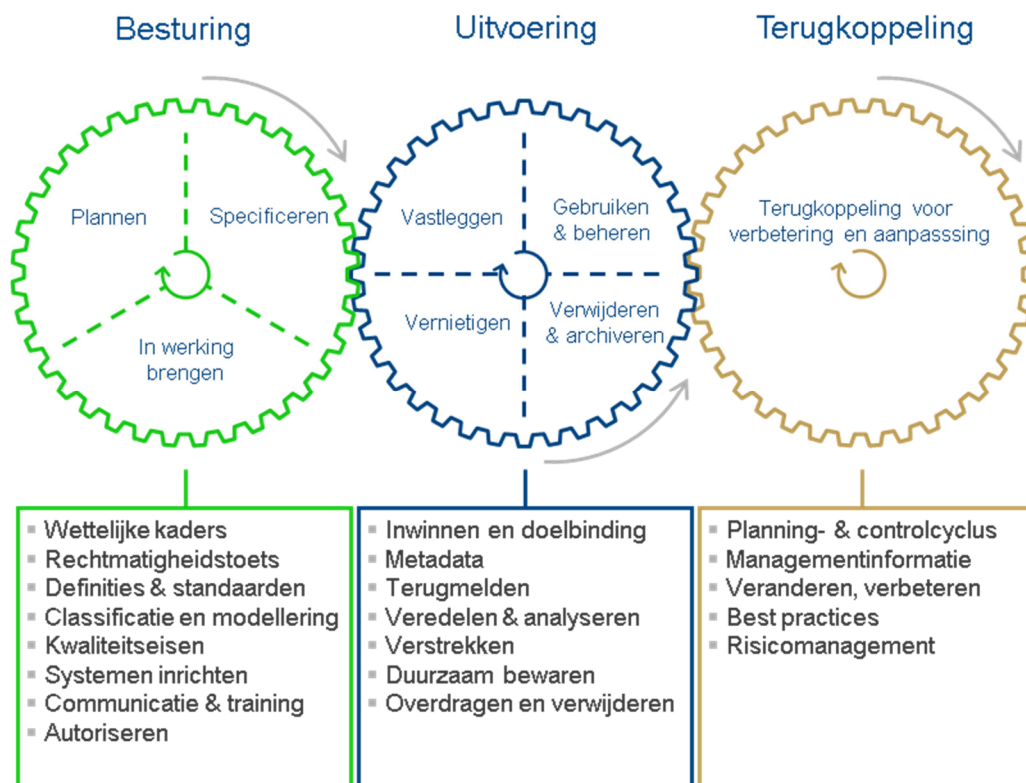 Besturing
Uitvoering
Terugkoppeling
Plannen
Specificeren
In werking
brengen
Vastleggen
Gebruiken
& beheren
Vernietigen
Verwijderen
& archiveren
Terugkoppeling voor
verbetering en aanpasssing
Wettelijke kaders
Rechtmatigheidstoets
Definities & standaarden
Classificatie en modellering
Kwaliteitseisen
Systemen inrichten
Communicatie & training
Autoriseren
Inwinnen en doelbinding
Metadata
Terugmelden
Veredelen & analyseren
Verstrekken
Duurzaam bewaren
Overdragen en verwijderen
Planning- & controlcyclus
Managementinformatie
Veranderen, verbeteren
Best practices
Risicomanagement